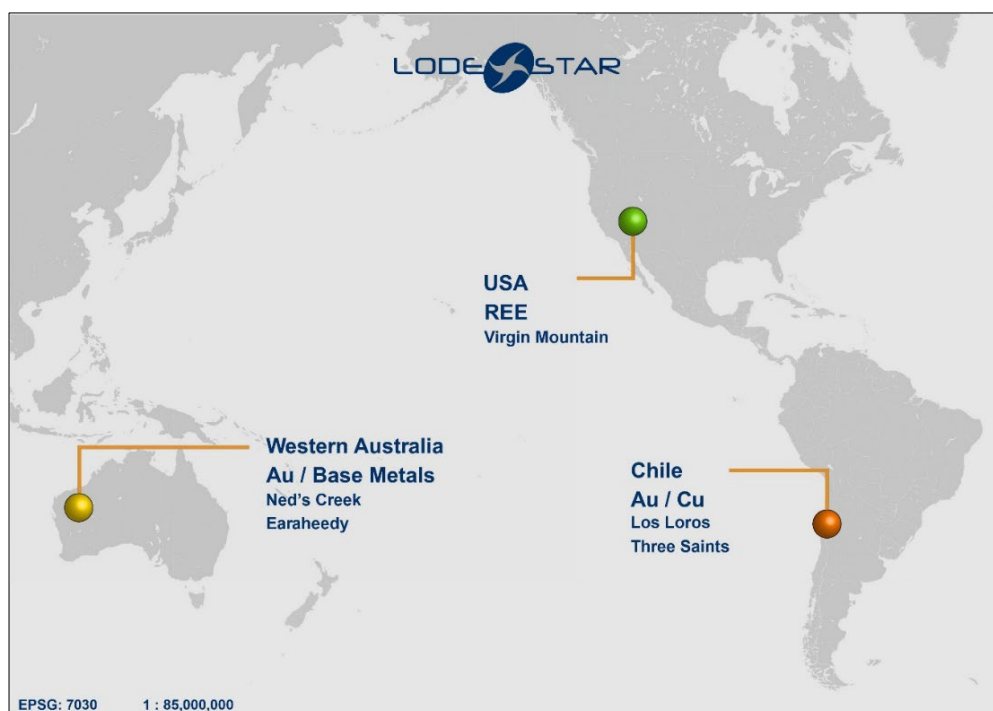 LODESTAR
USA
REE
Virgin Mountain
Western Australia
Au / Base Metals
Ned's Creek
Earaheedy
Chile
Au / Cu
Los Loros
Three Saints
EPSG: 7030 1 : 85,000,000